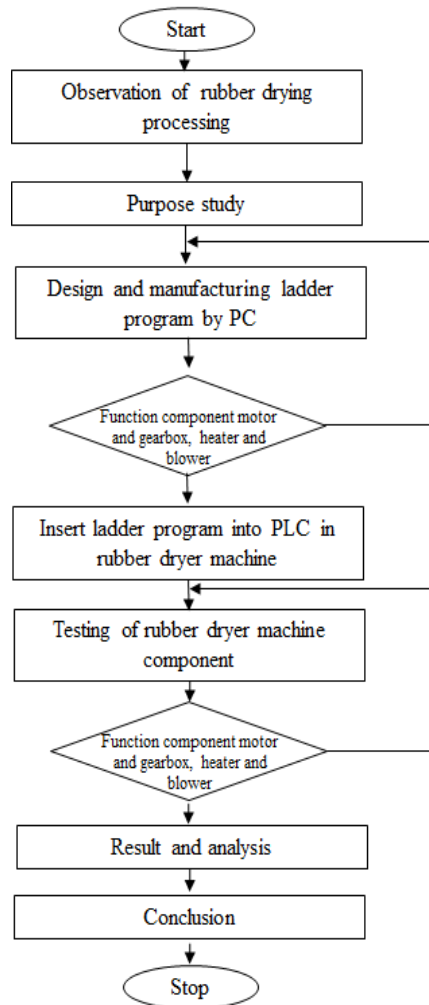 Start
Observation of rubber drying
processing
Purpose study
Design and manufacturing ladder
program by PC
Function component motor
and gearbox, heater and
blower
Insert ladder program into PLC in
rubber dryer machine
Testing of rubber dryer machine
component
Function component motor
and gearbox, heater and
blower
Result and analysis
Conclusion
Stop